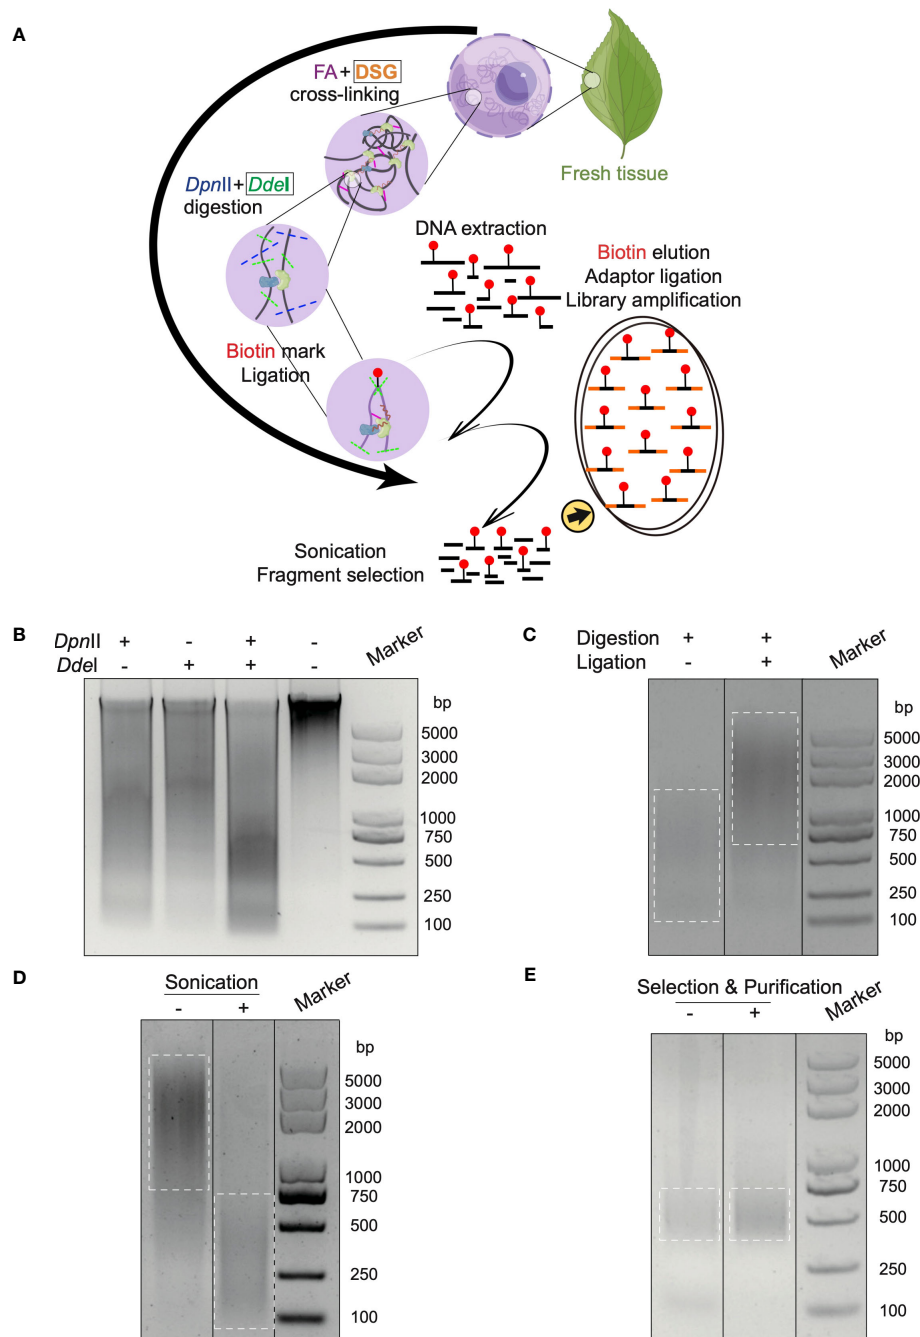 A
FA+DSG
cross-linking
Fresh tissue
DpnII+DdeI
digestion
DNA extraction
Biotin elution
Adaptor ligation
Library amplification
Biotin mark
Ligation
Sonication
Fragment selection
B
DpnII + - + - Marker
DdeI - + + -
bp
5000
3000
2000
1000
750
500
250
100
C
Digestion + + Marker
Ligation - +
bp
5000
3000
2000
1000
750
500
250
100
D
Sonication
- + Marker
bp
5000
3000
2000
1000
750
500
250
100
E
Selection & Purification
- + Marker
bp
5000
3000
2000
1000
750
500
250
100